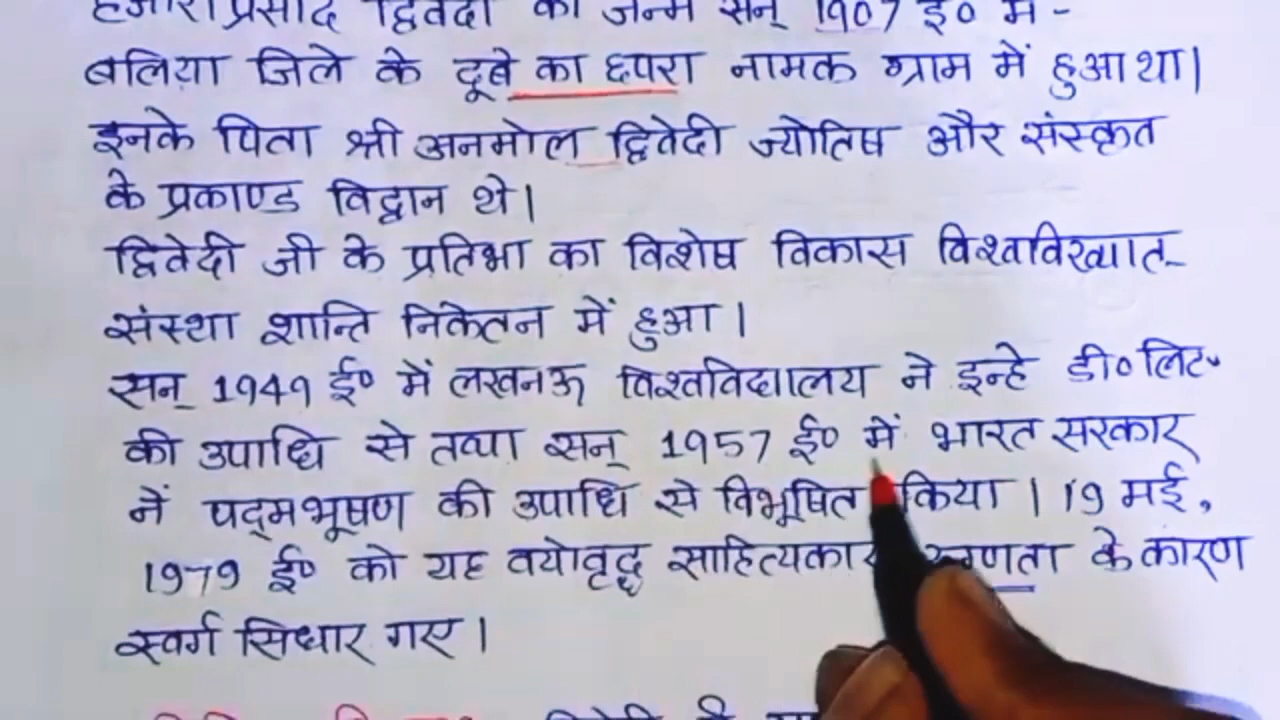 हजारी प्रसाद द्विवेदी का जन्म सन् 1907 ई० में -
बलिया जिले के दूबे का छपरा नामक ग्राम में हुआ था।
इनके पिता श्री अनमोल द्विवेदी ज्योतिष और संस्कृत
के प्रकाण्ड विद्वान थे।
द्विवेदी जी के प्रतिभा का विशेष विकास विश्वविख्यात-
संस्था शान्ति निकेतन में हुआ।
सन् 1949 ई० में लखनऊ विश्वविद्यालय ने इन्हे डी०लिट०
की उपाधि से तथा सन् 1957 ई० में भारत सरकार
नें पद्मभूषण की उपाधि से विभूषित किया। 19 मई,
1979 ई० को यह वयोवृद्ध साहित्यकार रुग्णता के कारण
स्वर्ग सिधार गए।